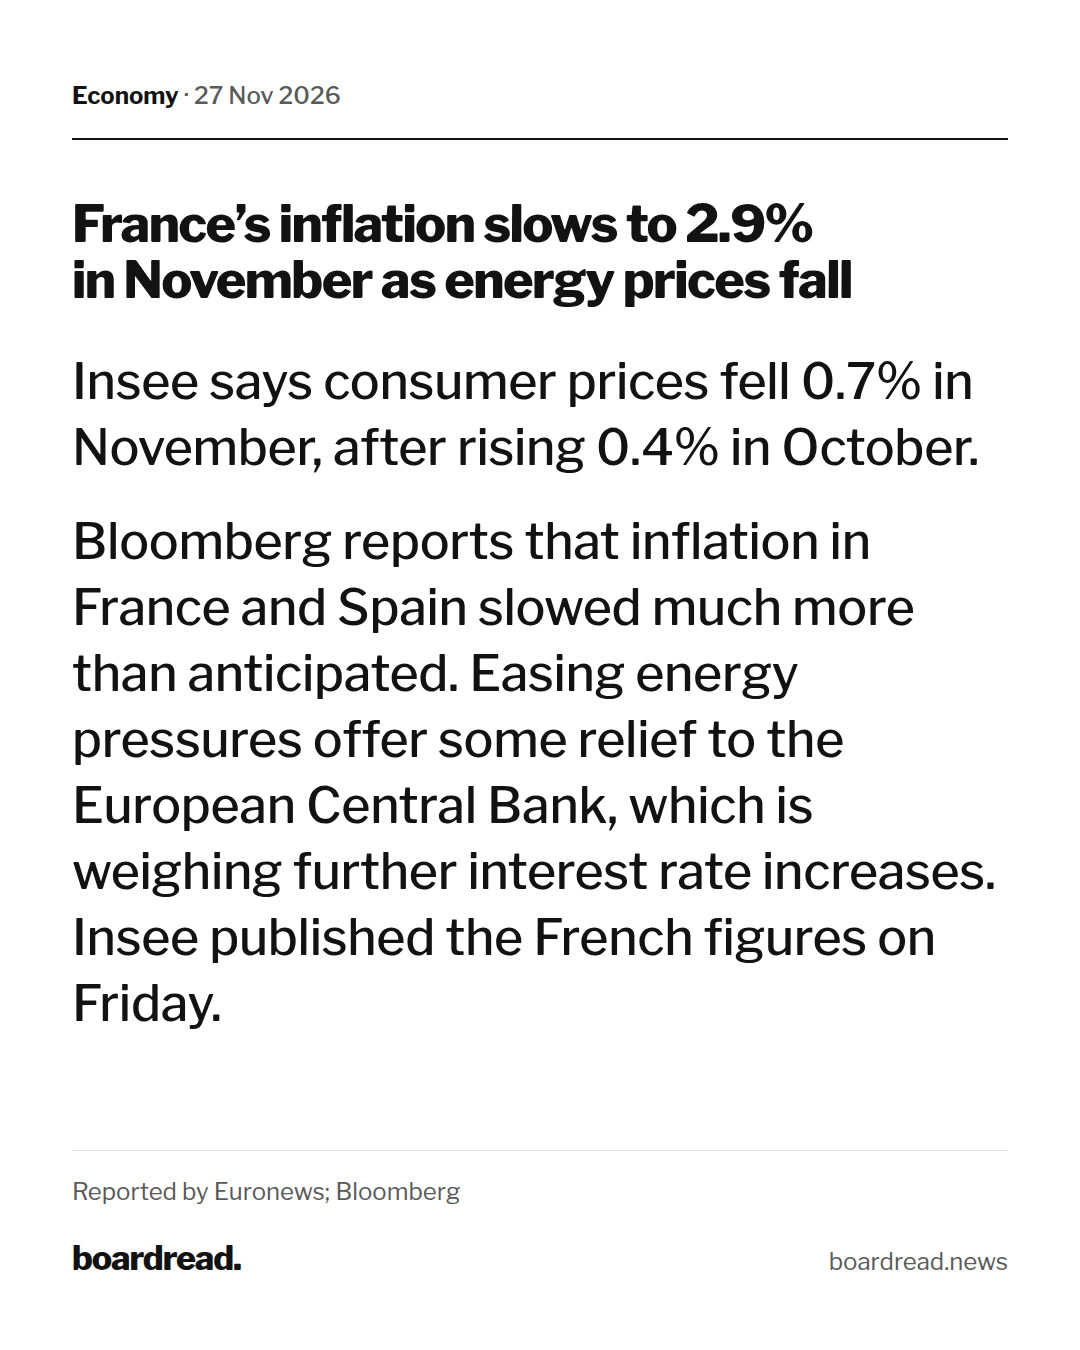 Economy · 27 Nov 2026
France’s inflation slows to 2.9%
in November as energy prices fall
Insee says consumer prices fell 0.7% in
November, after rising 0.4% in October.
Bloomberg reports that inflation in
France and Spain slowed much more
than anticipated. Easing energy
pressures offer some relief to the
European Central Bank, which is
weighing further interest rate increases.
Insee published the French figures on
Friday.
Reported by Euronews; Bloomberg
boardread.
boardread.news